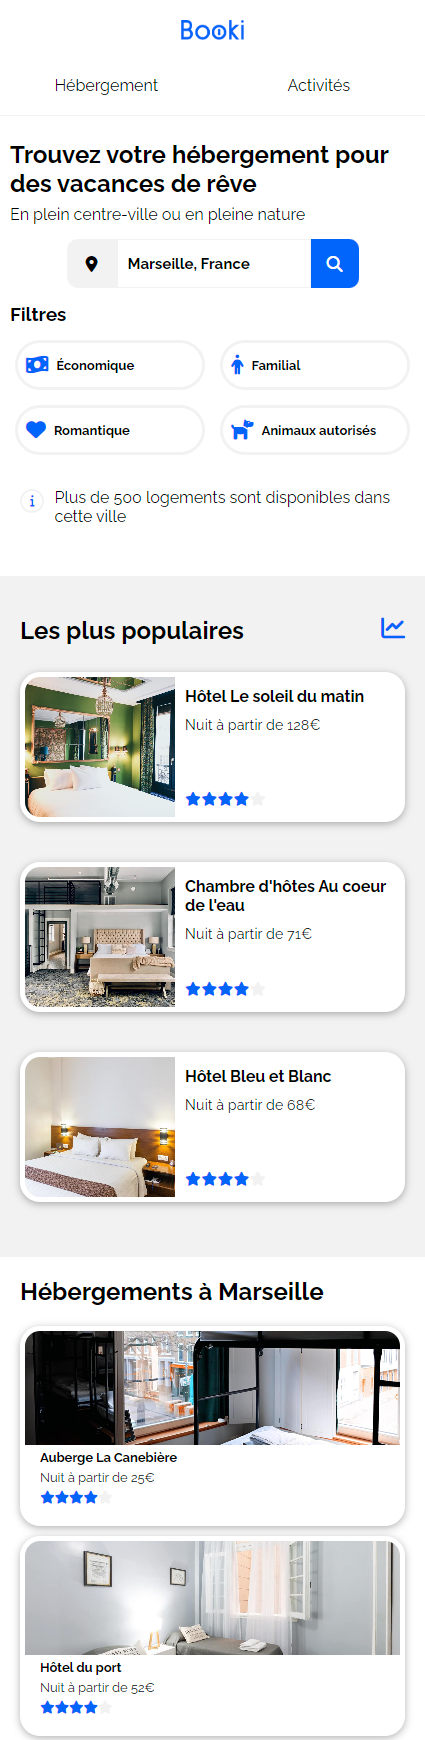 Booki
Hébergement
Activités
Trouvez votre hébergement pour
des vacances de rêve
En plein centre-ville ou en pleine nature
Marseille, France
Filtres
Économique
Familial
Romantique
Animaux autorisés
Plus de 500 logements sont disponibles dans
cette ville
Les plus populaires
Hôtel Le soleil du matin
Nuit à partir de 128€
Chambre d'hôtes Au coeur
de l'eau
Nuit à partir de 71€
Hôtel Bleu et Blanc
Nuit à partir de 68€
Hébergements à Marseille
Auberge La Canebière
Nuit à partir de 25€
Hôtel du port
Nuit à partir de 52€